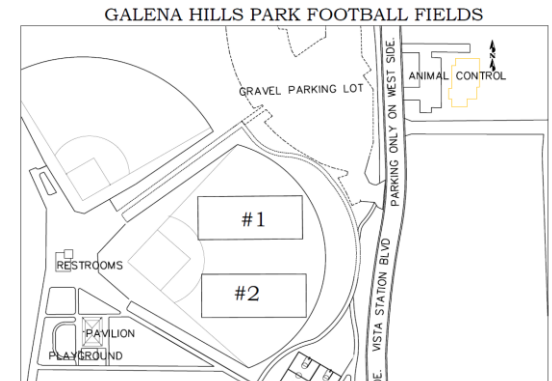 GALENA HILLS PARK FOOTBALL FIELDS
GRAVEL PARKING LOT
PARKING ONLY ON WEST SIDE.
ANIMAL CONTROL
N
#1
#2
RESTROOMS
PAVILION
PLAYGROUND
E. VISTA STATION BLVD